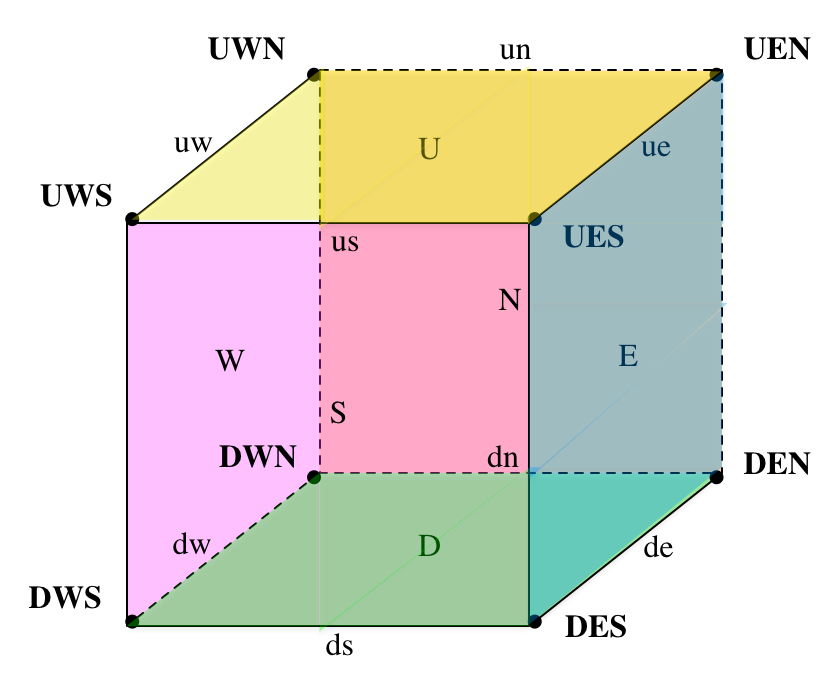 UWN un UEN
uw U ue
UWS us UES
N
W E
S
DWN dn DEN
dw D de
DWS ds DES